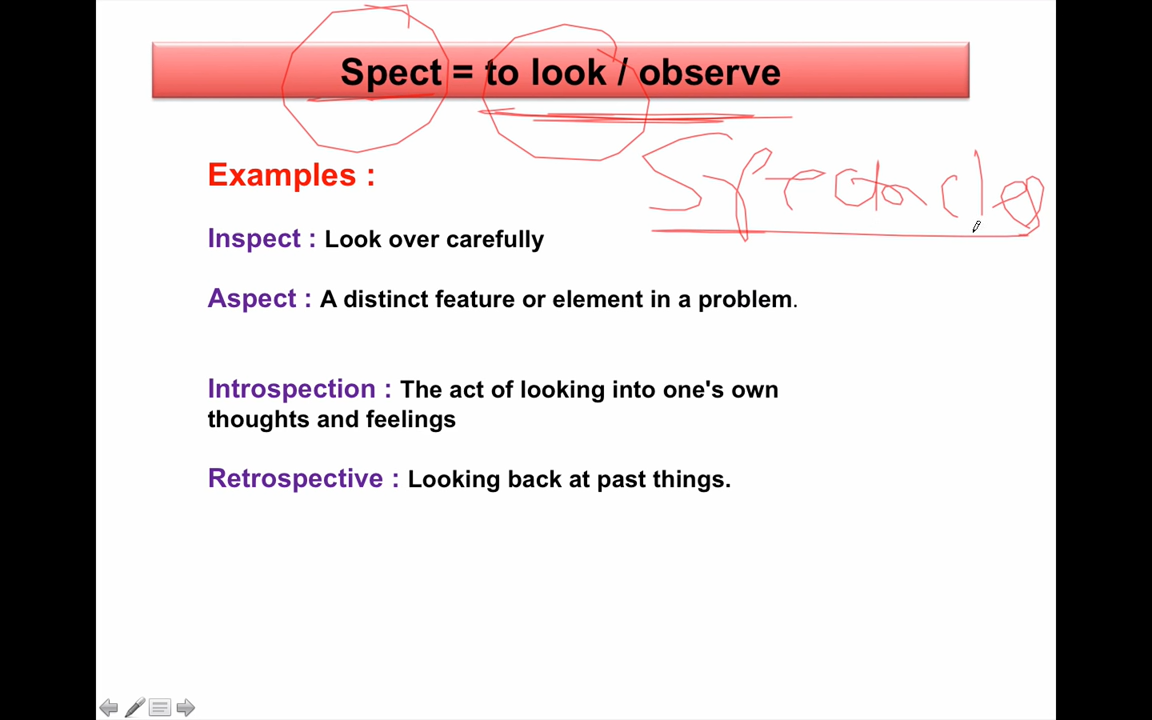 Spect = to look / observe
Spectacles
Examples :
Inspect : Look over carefully
Aspect : A distinct feature or element in a problem.
Introspection : The act of looking into one's own
thoughts and feelings
Retrospective : Looking back at past things.